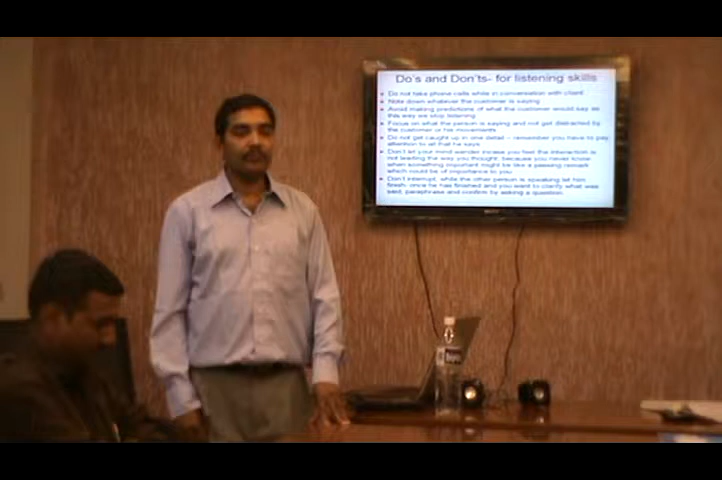 Do's and Don'ts- for listening skills
Do not take phone calls while in conversation with client
Note down whatever the customer is saying
Avoid making predictions of what the customer would say as
this way we stop listening
Focus on what the person is saying and not get distracted by
the customer or his movements
Do not get caught up in one detail - remember you have to pay
attention to all that he says
Don't let your mind wander incase you feel the interaction is
not leading the way you thought, because you never know
when something important might be like a passing remark
which could be of importance to you
Don't interrupt, while the other person is speaking let him
finish- once he has finished and you want to clarify what was
said, paraphrase and confirm by asking a question.